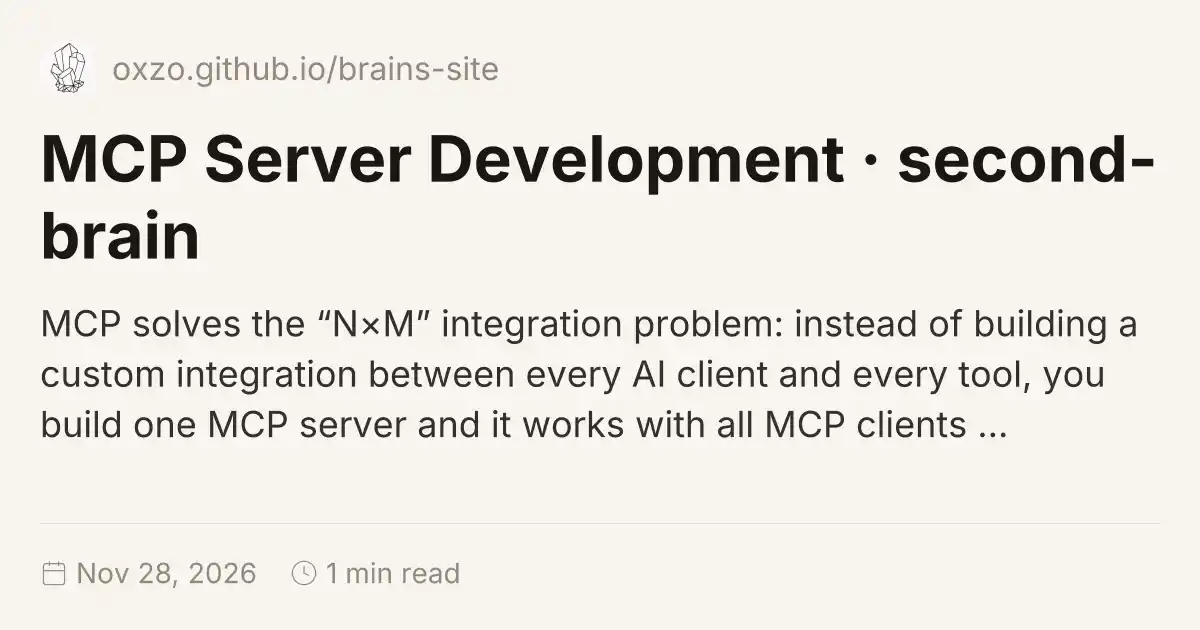 oxzo.github.io/brains-site
MCP Server Development · second-
brain
MCP solves the “N×M” integration problem: instead of building a
custom integration between every AI client and every tool, you
build one MCP server and it works with all MCP clients ...
Nov 28, 2026 1 min read